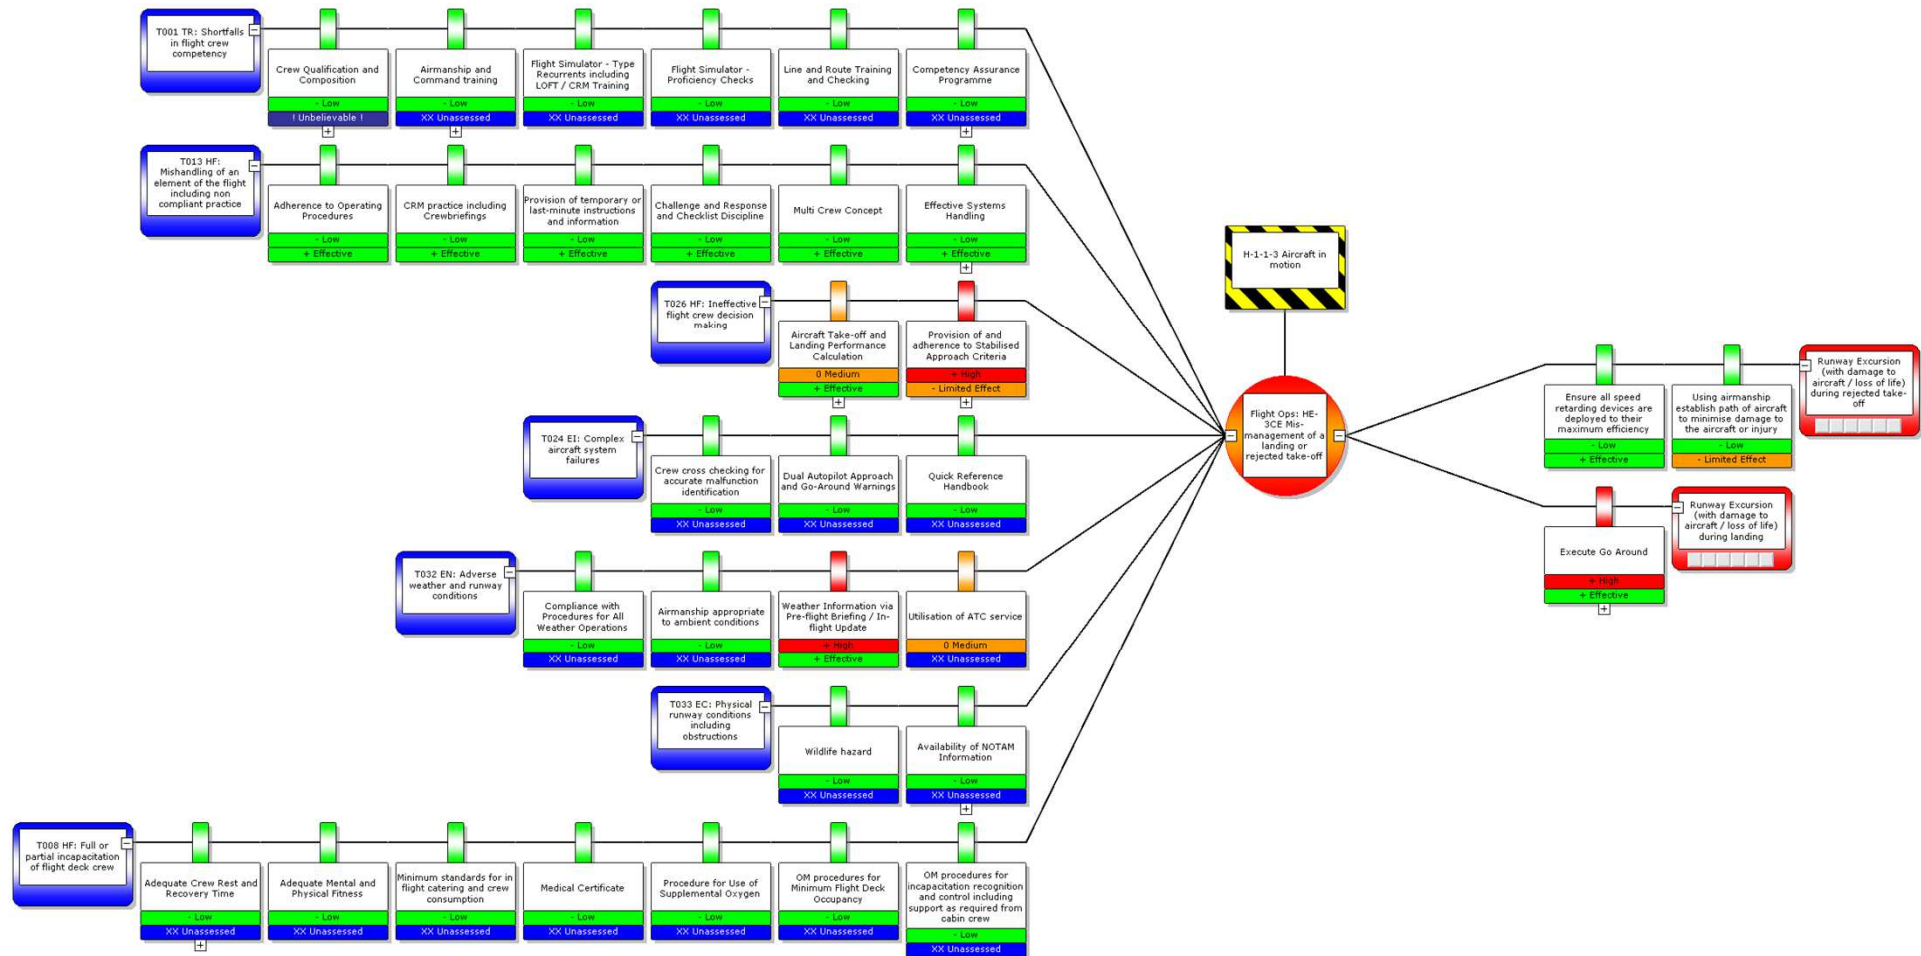 T001 TR: Shortfalls
in flight crew
competency
Crew Qualification and
Composition
- Low
! Unbelievable !
Airmanship and
Command training
- Low
XX Unassessed
Flight Simulator - Type
Recurrents including
LOFT / CRM Training
- Low
XX Unassessed
Flight Simulator -
Proficiency Checks
- Low
XX Unassessed
Line and Route Training
and Checking
- Low
XX Unassessed
Competency Assurance
Programme
- Low
XX Unassessed
T013 HF:
Mishandling of an
element of the flight
including non
compliant practice
Adherence to Operating
Procedures
- Low
+ Effective
CRM practice including
Crewbriefings
- Low
+ Effective
Provision of temporary or
last-minute instructions
and information
- Low
+ Effective
Challenge and Response
and Checklist Discipline
- Low
+ Effective
Multi Crew Concept
- Low
+ Effective
Effective Systems
Handling
- Low
+ Effective
T026 HF: Ineffective
flight crew decision
making
Aircraft Take-off and
Landing Performance
Calculation
0 Medium
+ Effective
Provision of and
adherence to Stabilised
Approach Criteria
+ High
- Limited Effect
T024 EI: Complex
aircraft system
failures
Crew cross checking for
accurate malfunction
identification
- Low
XX Unassessed
Dual Autopilot Approach
and Go-Around Warnings
- Low
XX Unassessed
Quick Reference
Handbook
- Low
XX Unassessed
T032 EN: Adverse
weather and runway
conditions
Compliance with
Procedures for All
Weather Operations
- Low
XX Unassessed
Airmanship appropriate
to ambient conditions
- Low
XX Unassessed
Weather Information via
Pre-flight Briefing / In-
flight Update
+ High
+ Effective
Utilisation of ATC service
0 Medium
XX Unassessed
T033 EC: Physical
runway conditions
including
obstructions
Wildlife hazard
- Low
XX Unassessed
Availability of NOTAM
Information
- Low
XX Unassessed
T008 HF: Full or
partial incapacitation
of flight deck crew
Adequate Crew Rest and
Recovery Time
- Low
XX Unassessed
Adequate Mental and
Physical Fitness
- Low
XX Unassessed
Minimum standards for in
flight catering and crew
consumption
- Low
XX Unassessed
Medical Certificate
- Low
XX Unassessed
Procedure for Use of
Supplemental Oxygen
- Low
XX Unassessed
OM procedures for
Minimum Flight Deck
Occupancy
- Low
XX Unassessed
OM procedures for
incapacitation recognition
and control including
support as required from
cabin crew
- Low
XX Unassessed
H-1-1-3 Aircraft in
motion
Flight Ops: HE-
3CE Mis-
management of a
landing or
rejected take-off
Ensure all speed
retarding devices are
deployed to their
maximum efficiency
- Low
+ Effective
Using airmanship
establish path of aircraft
to minimise damage to
the aircraft or injury
- Low
- Limited Effect
Runway Excursion
(with damage to
aircraft / loss of life)
during rejected take-
off
Execute Go Around
+ High
+ Effective
Runway Excursion
(with damage to
aircraft / loss of life)
during landing